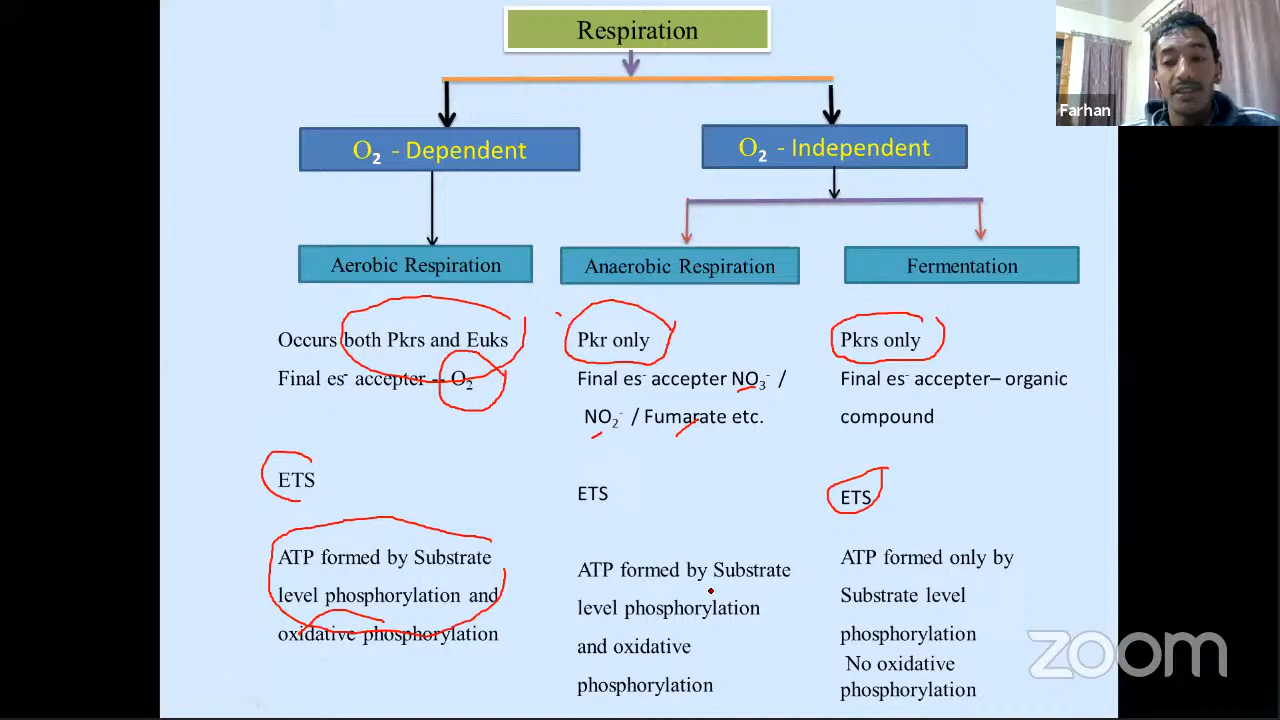 Respiration
Farhan
O₂ - Dependent
O₂ - Independent
Aerobic Respiration
Anaerobic Respiration
Fermentation
Occurs both Pkrs and Euks
Final es⁻ accepter -- O₂
ETS
ATP formed by Substrate
level phosphorylation and
oxidative phosphorylation
Pkr only
Final es⁻ accepter NO₃⁻ /
NO₂⁻ / Fumarate etc.
ETS
ATP formed by Substrate
level phosphorylation
and oxidative
phosphorylation
Pkrs only
Final es⁻ accepter– organic
compound
ETS
ATP formed only by
Substrate level
phosphorylation
No oxidative
phosphorylation
zoom